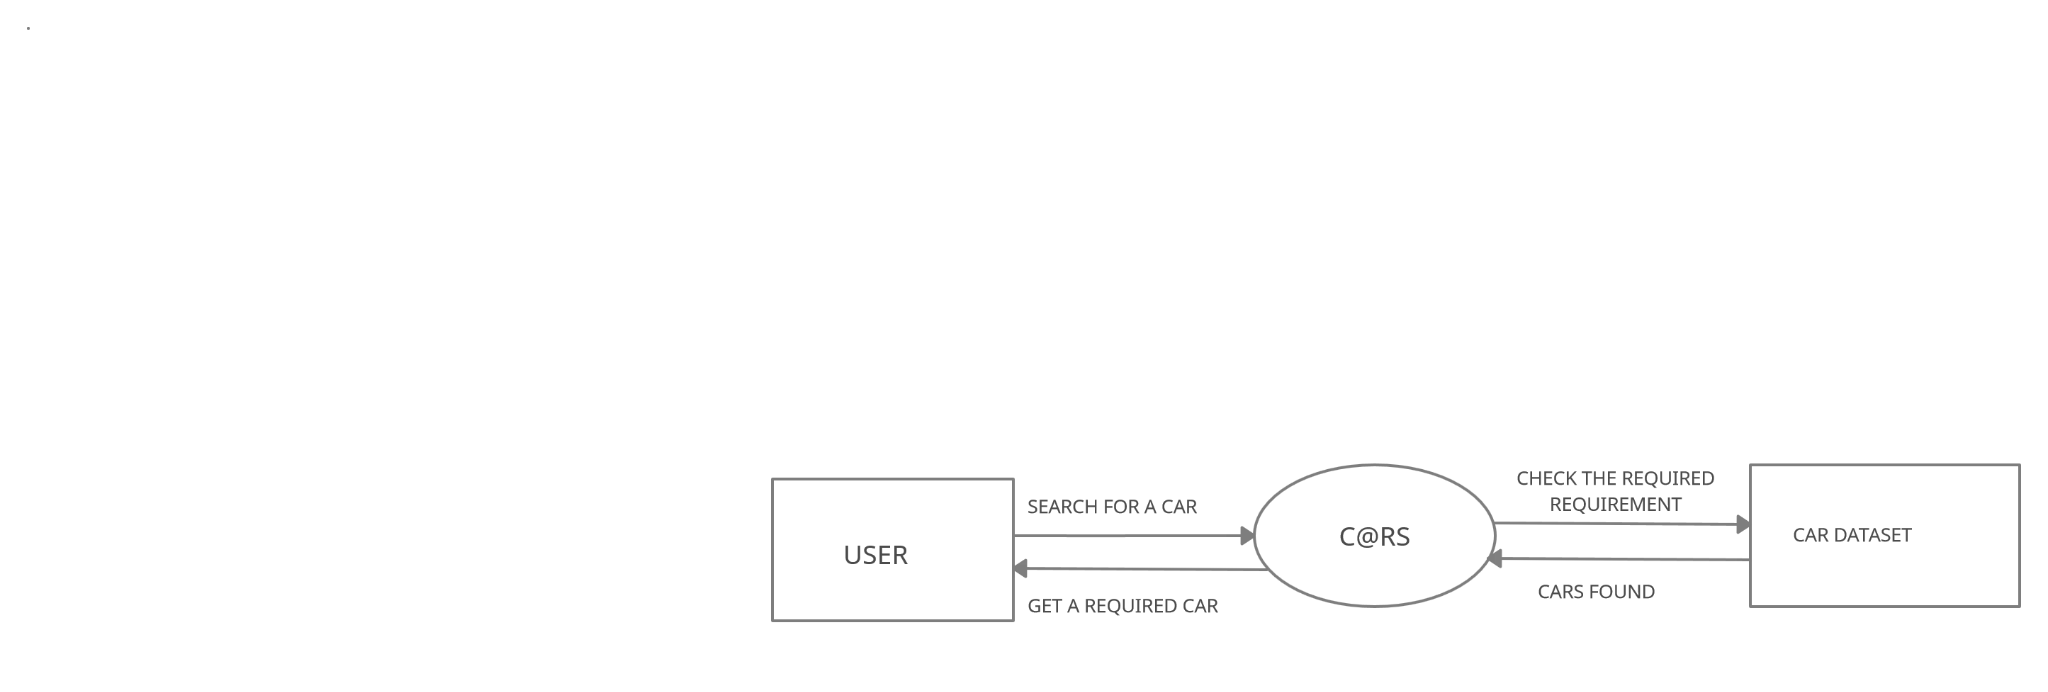 .
SEARCH FOR A CAR
USER
GET A REQUIRED CAR
C@RS
CHECK THE REQUIRED
REQUIREMENT
CARS FOUND
CAR DATASET